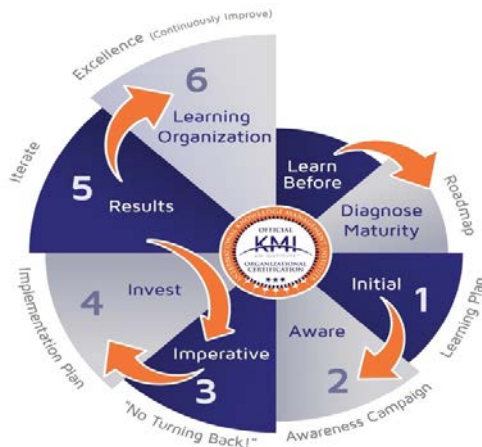 Excellence (Continuously Improve)
6
Learning
Organization
Learn
Before
Roadmap
Diagnose
Maturity
Iterate
5
Results
OFFICIAL
KMI
ORGANIZATIONAL
CERTIFICATION
Initial
1
Learning Plan
4
Invest
Implementation Plan
Aware
2
Awareness Campaign
Imperative
3
"No Turning Back!"